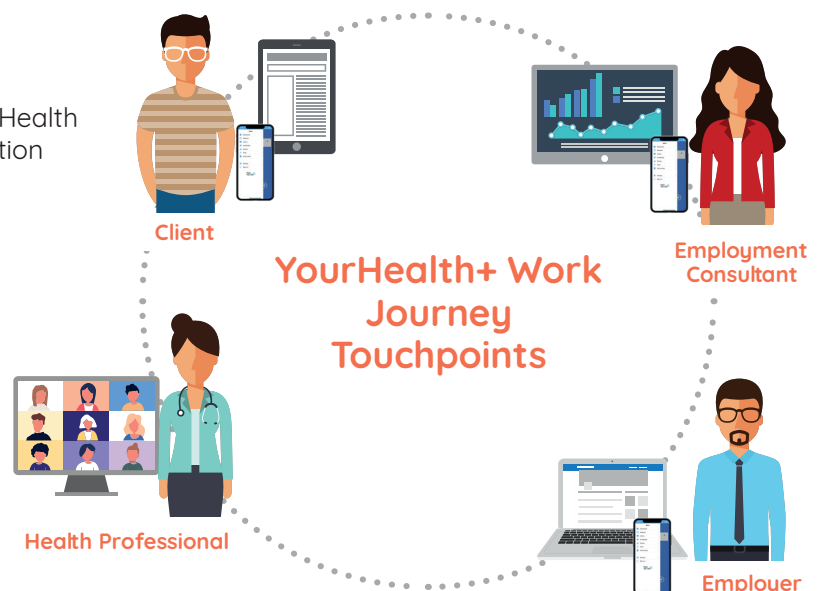 Health
tion
Client
Employment
Consultant
YourHealth+ Work
Journey
Touchpoints
Health Professional
Employer